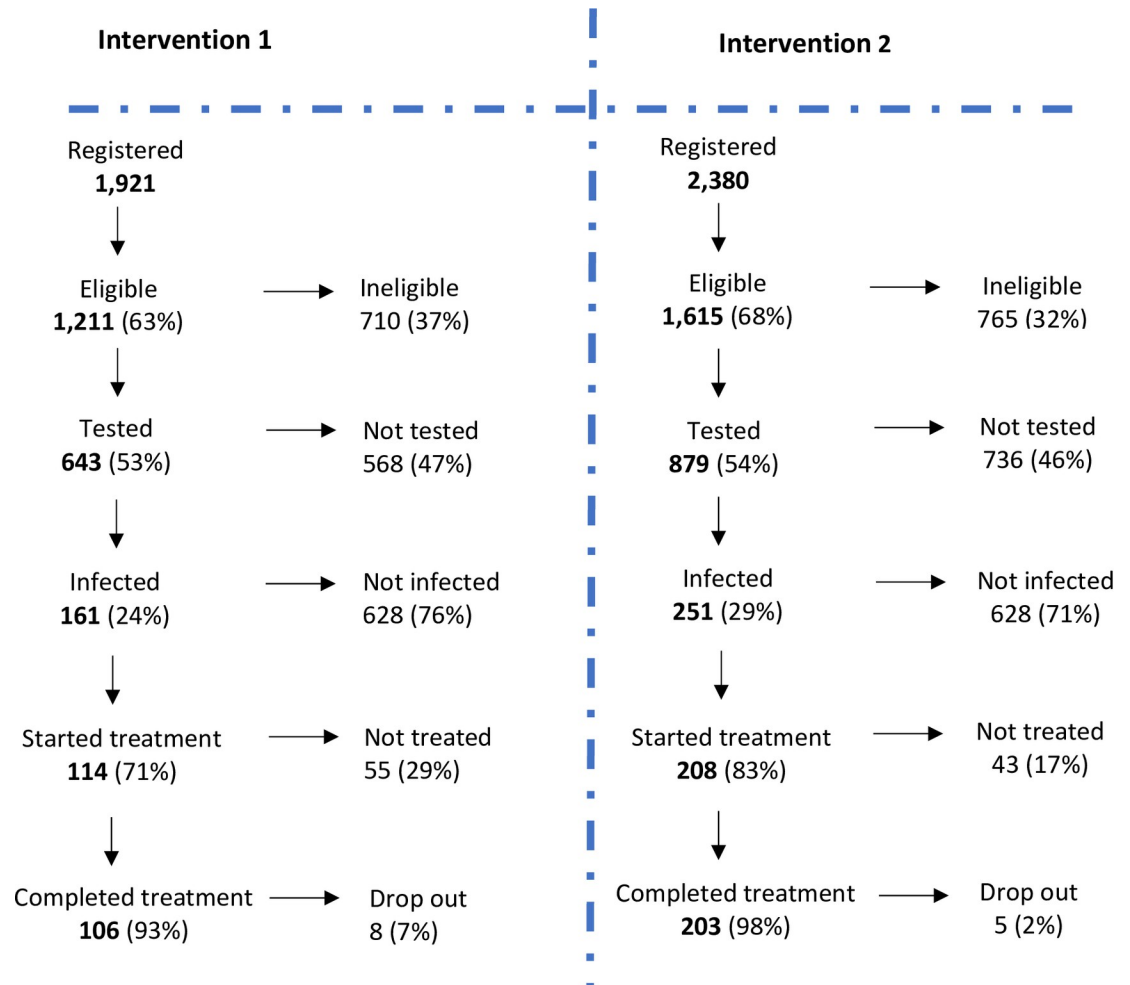 Intervention 1
Registered
1,921
Eligible
1,211 (63%)
Ineligible
710 (37%)
Tested
643 (53%)
Not tested
568 (47%)
Infected
161 (24%)
Not infected
628 (76%)
Started treatment
114 (71%)
Not treated
55 (29%)
Completed treatment
106 (93%)
Drop out
8 (7%)
Intervention 2
Registered
2,380
Eligible
1,615 (68%)
Ineligible
765 (32%)
Tested
879 (54%)
Not tested
736 (46%)
Infected
251 (29%)
Not infected
628 (71%)
Started treatment
208 (83%)
Not treated
43 (17%)
Completed treatment
203 (98%)
Drop out
5 (2%)